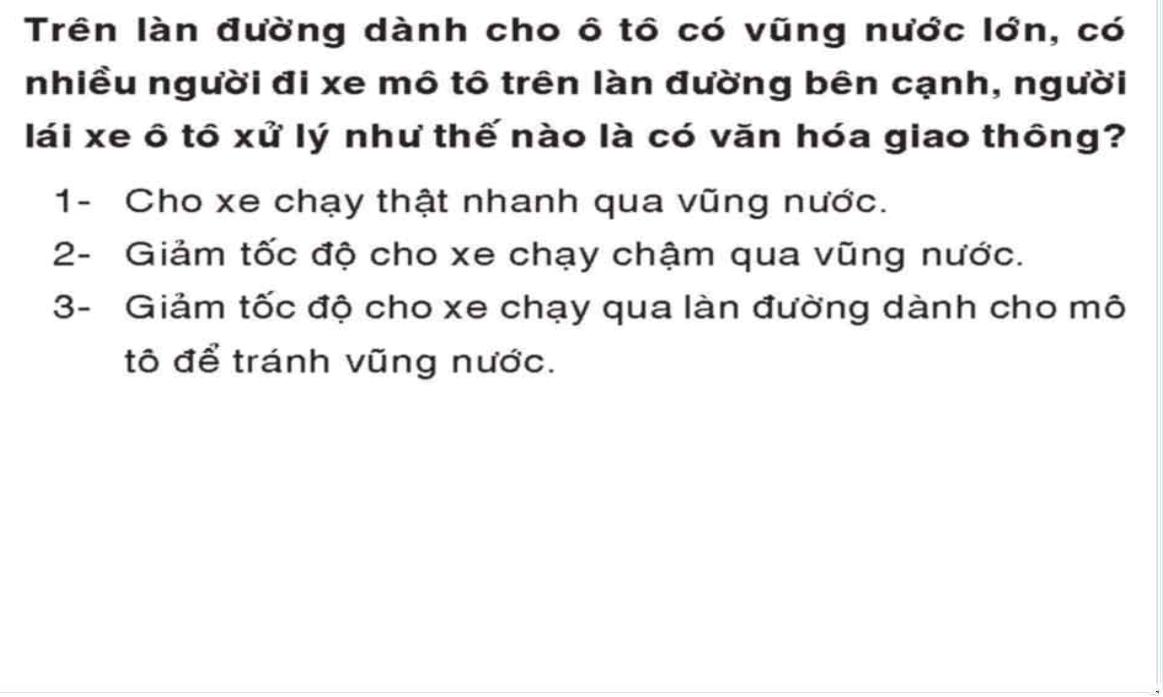 Trên làn đường dành cho ô tô có vũng nước lớn, có
nhiều người đi xe mô tô trên làn đường bên cạnh, người
lái xe ô tô xử lý như thế nào là có văn hóa giao thông?
1- Cho xe chạy thật nhanh qua vũng nước.
2- Giảm tốc độ cho xe chạy chậm qua vũng nước.
3- Giảm tốc độ cho xe chạy qua làn đường dành cho mô
tô để tránh vũng nước.